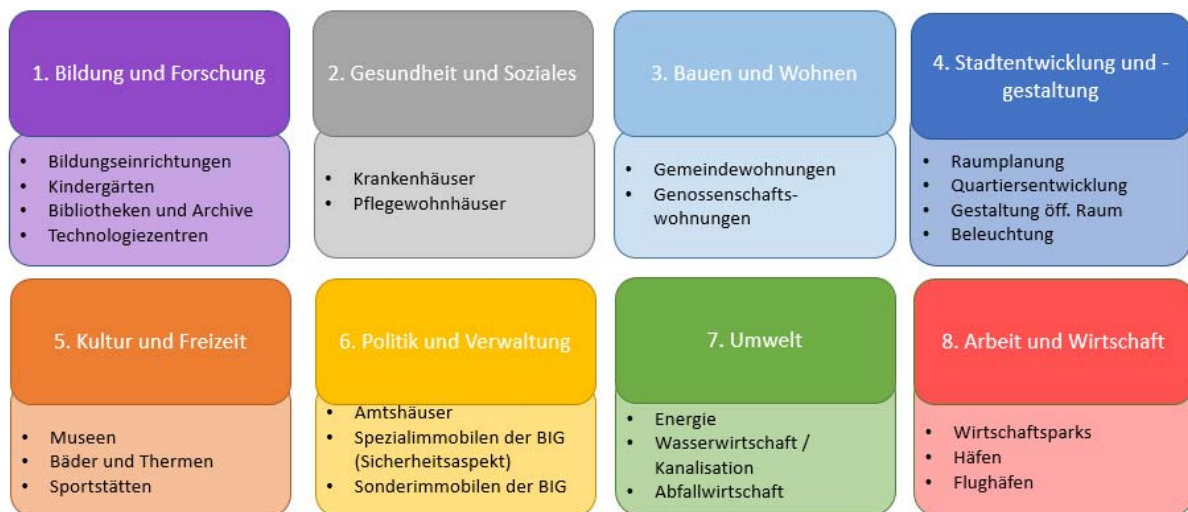 1. Bildung und Forschung
• Bildungseinrichtungen
• Kindergärten
• Bibliotheken und Archive
• Technologiezentren
2. Gesundheit und Soziales
• Krankenhäuser
• Pflegewohnhäuser
3. Bauen und Wohnen
• Gemeindewohnungen
• Genossenschafts-
wohnungen
4. Stadtentwicklung und -
gestaltung
• Raumplanung
• Quartiersentwicklung
• Gestaltung öff. Raum
• Beleuchtung
5. Kultur und Freizeit
• Museen
• Bäder und Thermen
• Sportstätten
6. Politik und Verwaltung
• Amtshäuser
• Spezialimmobilen der BIG
(Sicherheitsaspekt)
• Sonderimmobilen der BIG
7. Umwelt
• Energie
• Wasserwirtschaft /
Kanalisation
• Abfallwirtschaft
8. Arbeit und Wirtschaft
• Wirtschaftsparks
• Häfen
• Flughäfen